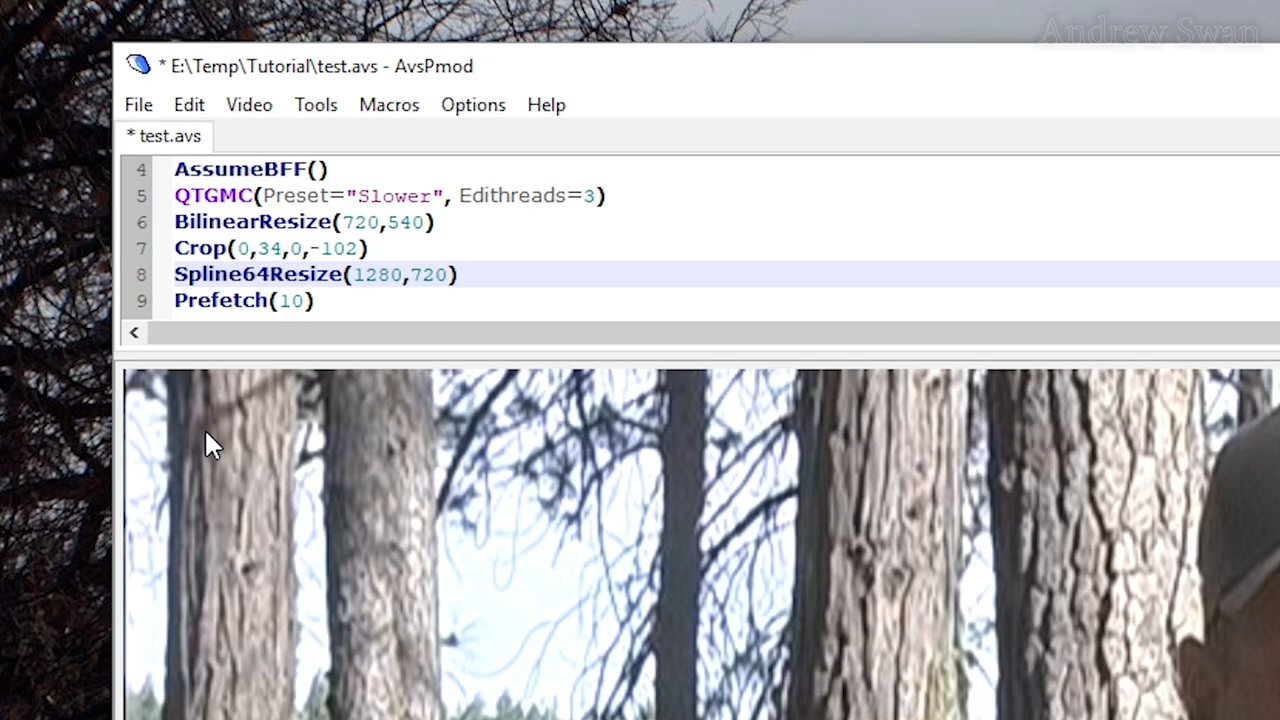 Andrew Swan
* E:\Temp\Tutorial\test.avs - AvsPmod
File Edit Video Tools Macros Options Help
* test.avs
4 AssumeBFF()
5 QTGMC(Preset="Slower", Edithreads=3)
6 BilinearResize(720,540)
7 Crop(0,34,0,-102)
8 Spline64Resize(1280,720)
9 Prefetch(10)